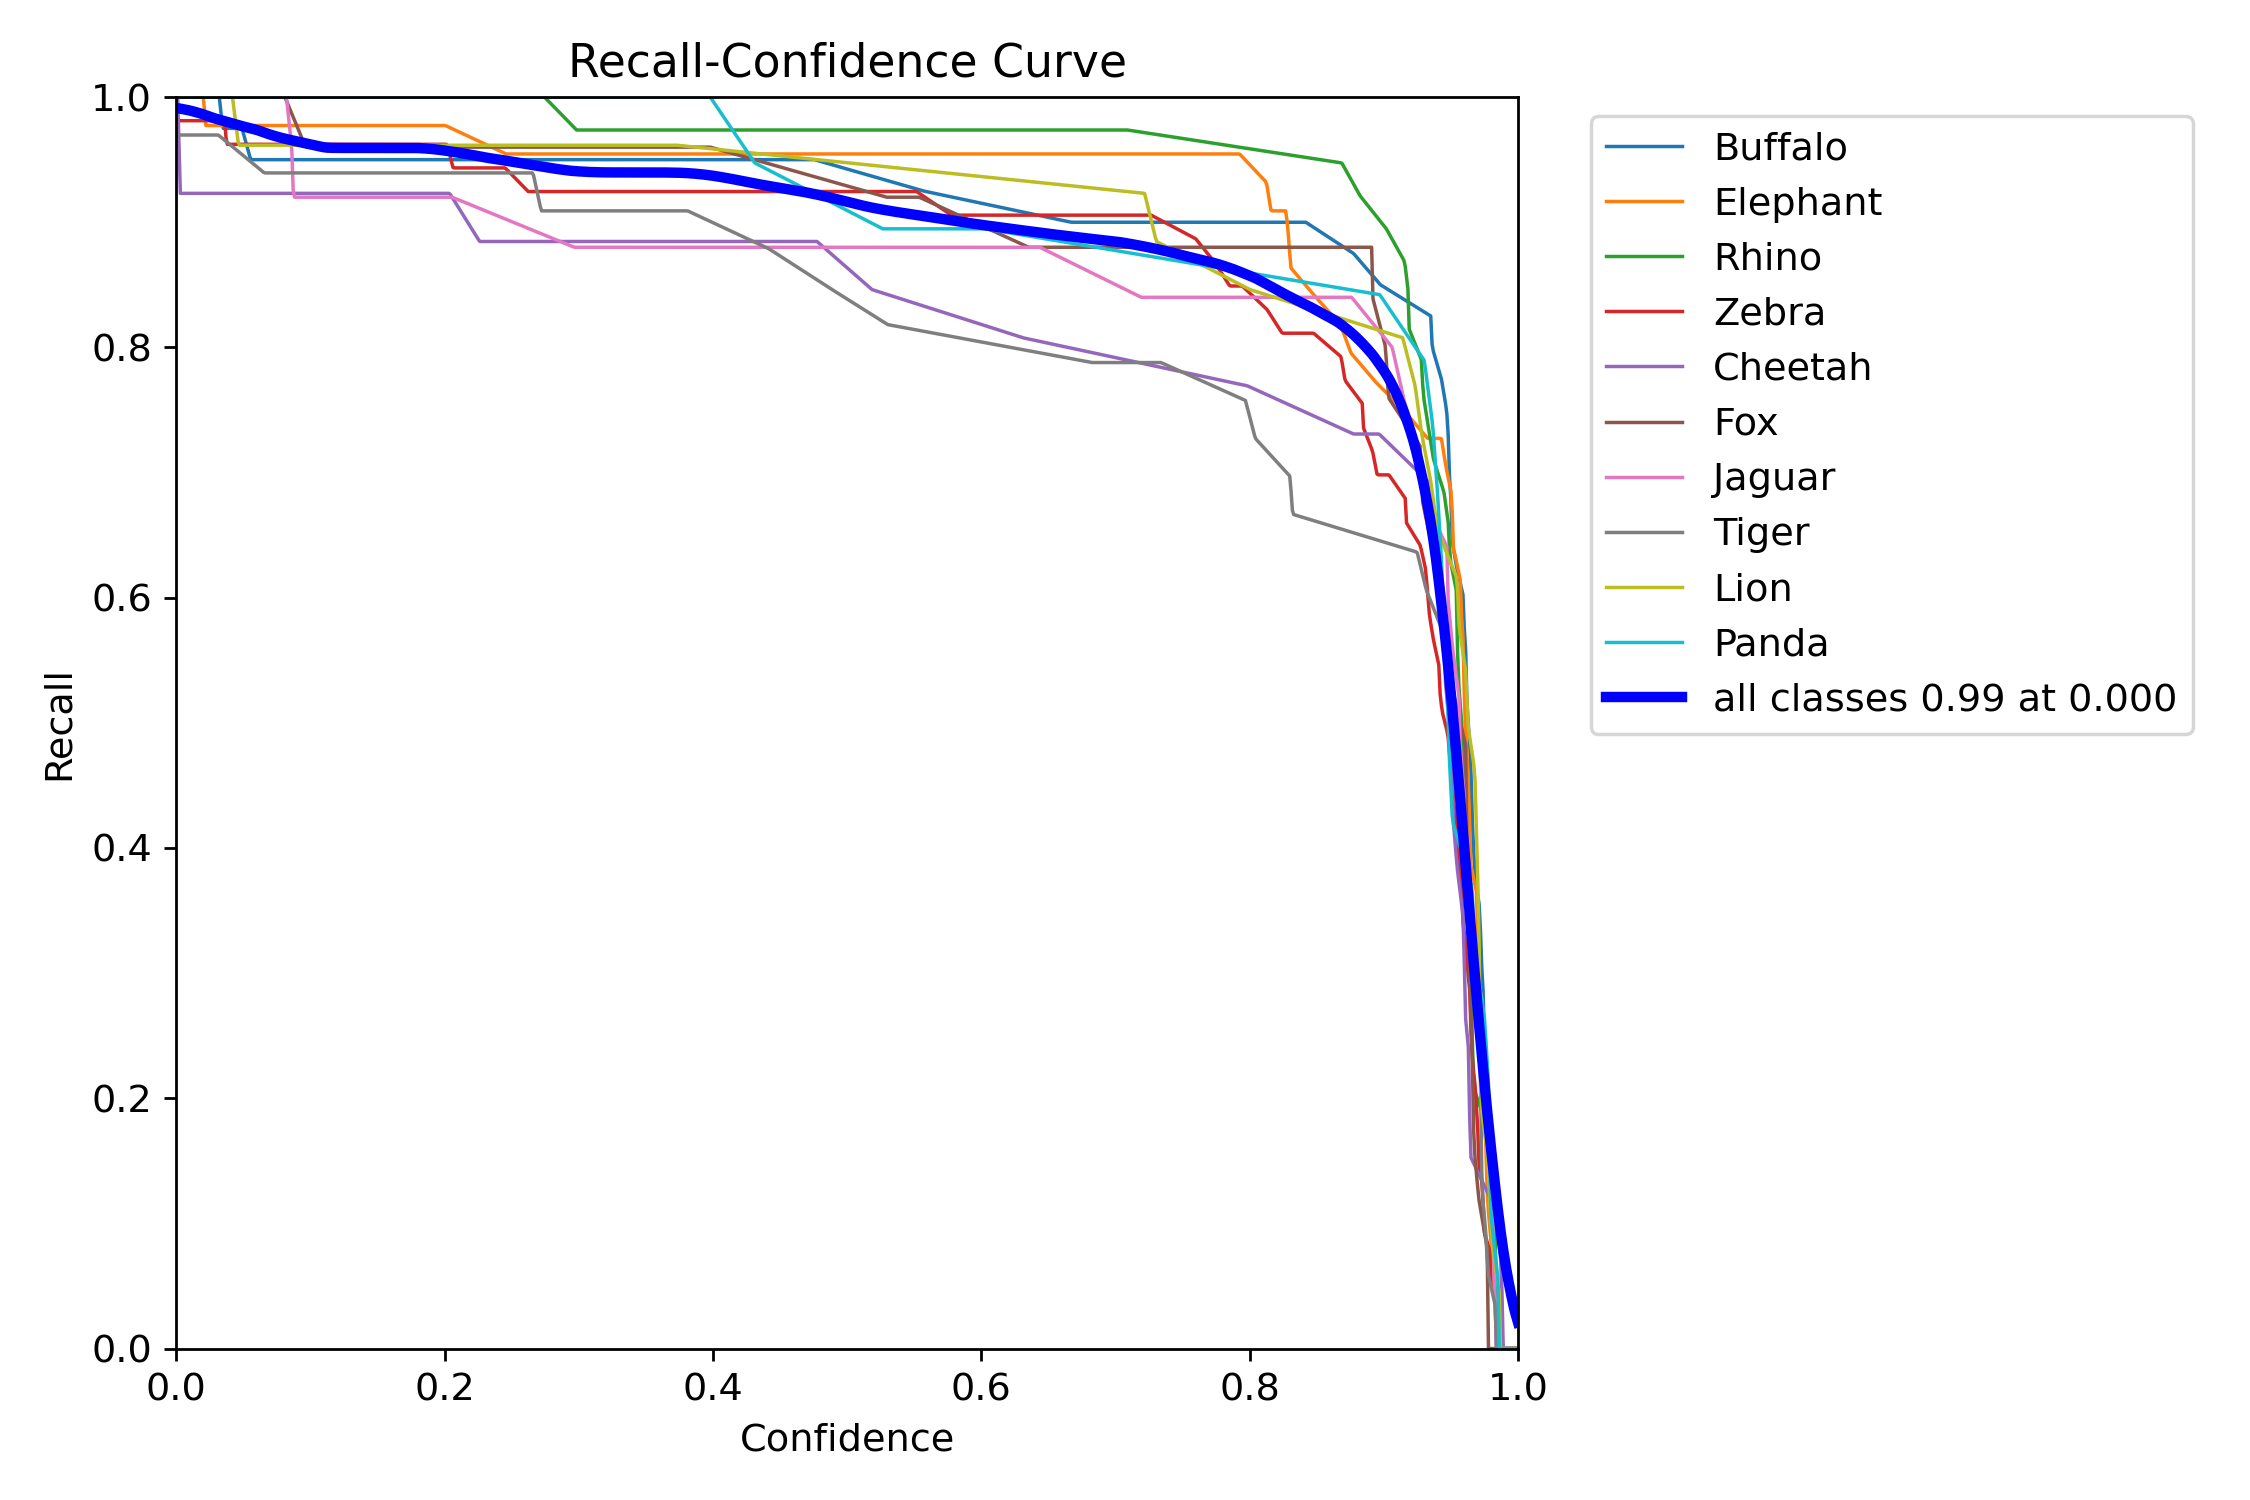 Recall-Confidence Curve
1.0
0.8
0.6
0.4
0.2
0.0
Recall
0.0 0.2 0.4 0.6 0.8 1.0
Confidence
Buffalo
Elephant
Rhino
Zebra
Cheetah
Fox
Jaguar
Tiger
Lion
Panda
all classes 0.99 at 0.000